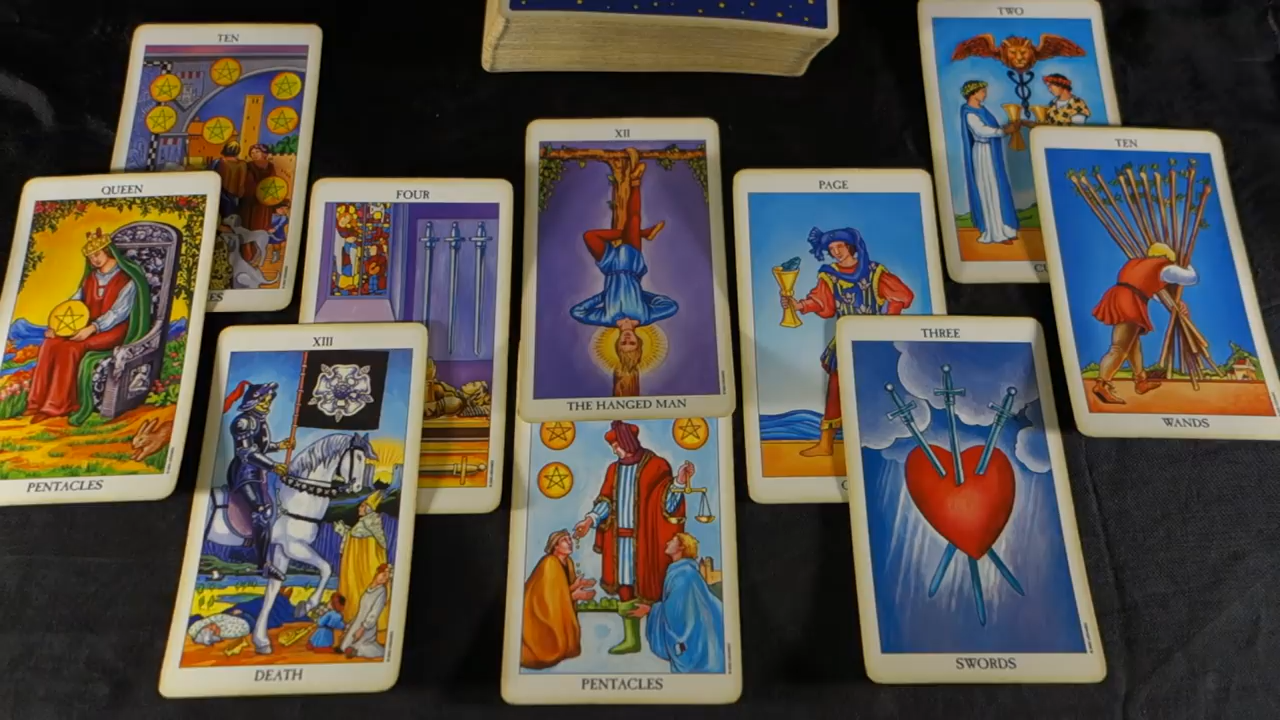 TEN
QUEEN
PENTACLES
XIII
DEATH
FOUR
XII
THE HANGED MAN
PENTACLES
PAGE
THREE
SWORDS
TWO
TEN
WANDS